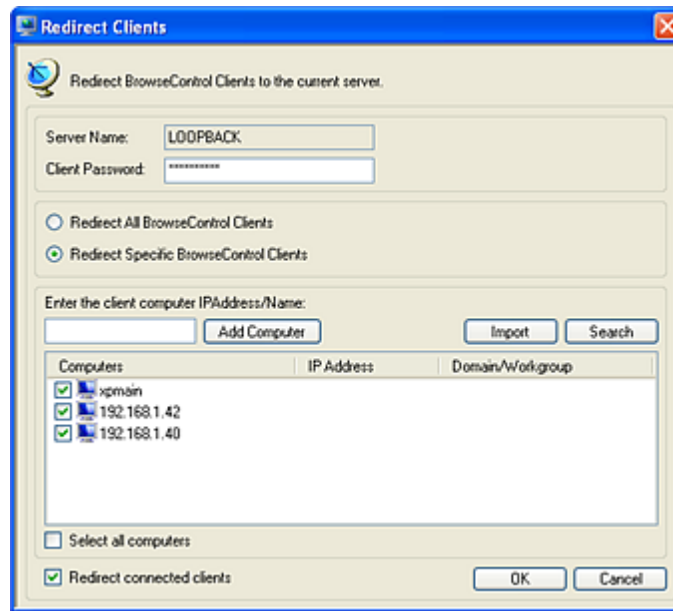 Redirect Clients
Redirect BrowseControl Clients to the current server.
Server Name: LOOPBACK
Client Password: **********
Redirect All BrowseControl Clients
Redirect Specific BrowseControl Clients
Enter the client computer IPAddress/Name:
Add Computer Import Search
Computers IP Address Domain/Workgroup
xpmain
192.168.1.42
192.168.1.40
Select all computers
Redirect connected clients OK Cancel